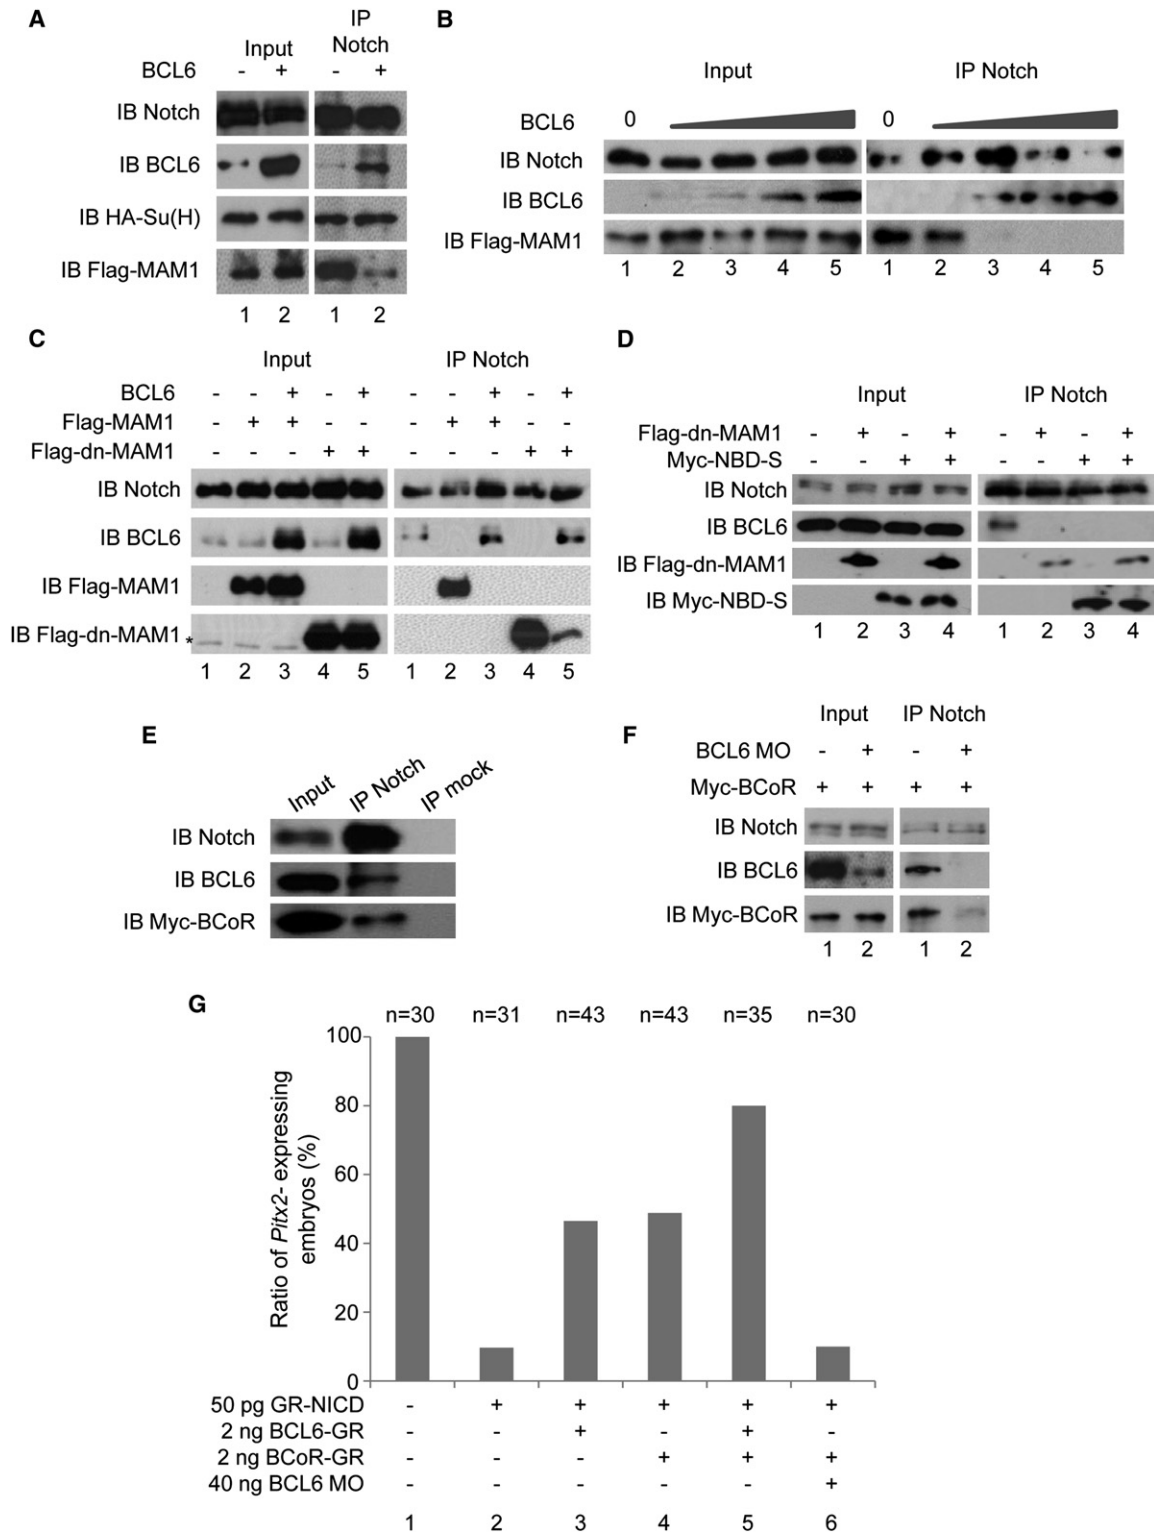 A
Input
IP
Notch
BCL6 - + - +
IB Notch
IB BCL6
IB HA-Su(H)
IB Flag-MAM1
1 2 1 2
B
Input IP Notch
BCL6 0 0
IB Notch
IB BCL6
IB Flag-MAM1
1 2 3 4 5 1 2 3 4 5
C
Input IP Notch
BCL6 - - + - + - - + - +
Flag-MAM1 - + + - - - + + - -
Flag-dn-MAM1 - - - + + - - - + +
IB Notch
IB BCL6
IB Flag-MAM1
IB Flag-dn-MAM1 *
1 2 3 4 5 1 2 3 4 5
D
Input IP Notch
Flag-dn-MAM1 - + - + - + - +
Myc-NBD-S - - + + - - + +
IB Notch
IB BCL6
IB Flag-dn-MAM1
IB Myc-NBD-S
1 2 3 4 1 2 3 4
E
Input IP Notch IP mock
IB Notch
IB BCL6
IB Myc-BCoR
F
Input IP Notch
BCL6 MO - + - +
Myc-BCoR + + + +
IB Notch
IB BCL6
IB Myc-BCoR
1 2 1 2
G
n=30 n=31 n=43 n=43 n=35 n=30
Ratio of Pitx2- expressing
embryos (%)
100
80
60
40
20
0
50 pg GR-NICD - + + + + +
2 ng BCL6-GR - - + - + -
2 ng BCoR-GR - - - + + +
40 ng BCL6 MO - - - - - +
1 2 3 4 5 6